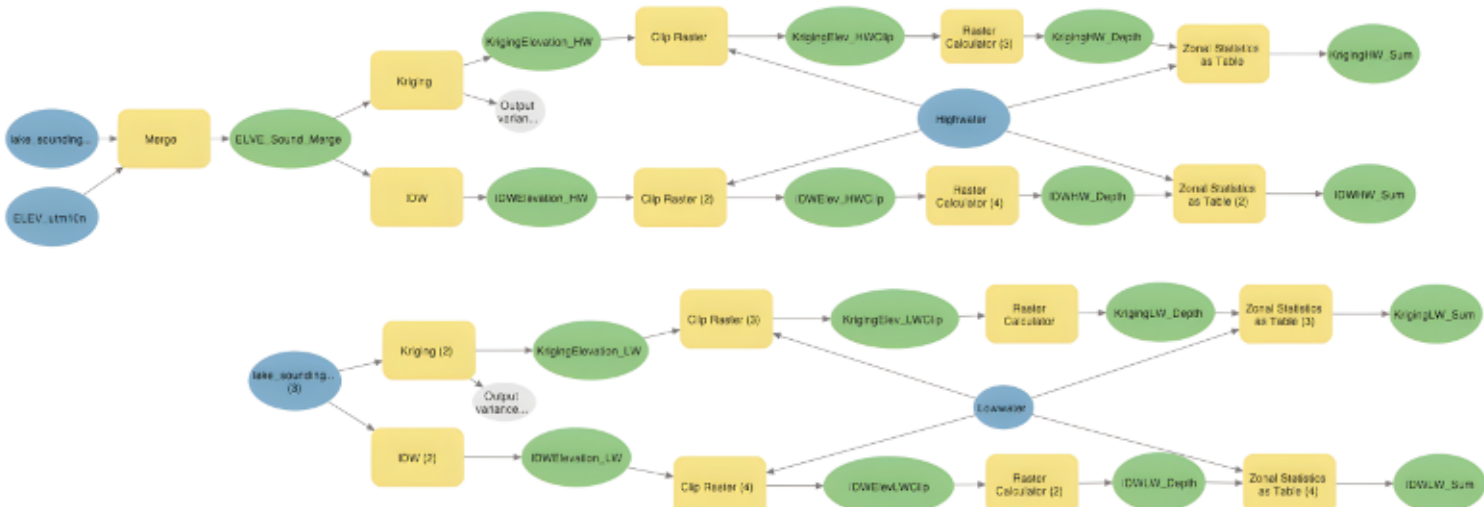 KrigingElevation_HW
Clip Raster
KrigingElev_HWClip
Raster
Calculator (3)
KrigingHW_Depth
Zonal Statistics
as Table
KrigingHW_Sum
Kriging
Output
varian...
lake_sounding...
Merge
ELVE_Sound_Merge
Highwater
ELEV_utm10n
IDW
IDWElevation_HW
Clip Raster (2)
IDWElev_HWClip
Raster
Calculator (4)
IDWHW_Depth
Zonal Statistics
as Table (2)
IDWHW_Sum
Clip Raster (3)
KrigingElev_LWClip
Raster
Calculator
KrigingLW_Depth
Zonal Statistics
as Table (3)
KrigingLW_Sum
Kriging (2)
KrigingElevation_LW
lake_sounding...
(3)
Output
variance...
Lowwater
IDW (2)
IDWElevation_LW
Clip Raster (4)
IDWElevLWClip
Raster
Calculator (2)
IDWLW_Depth
Zonal Statistics
as Table (4)
IDWLW_Sum